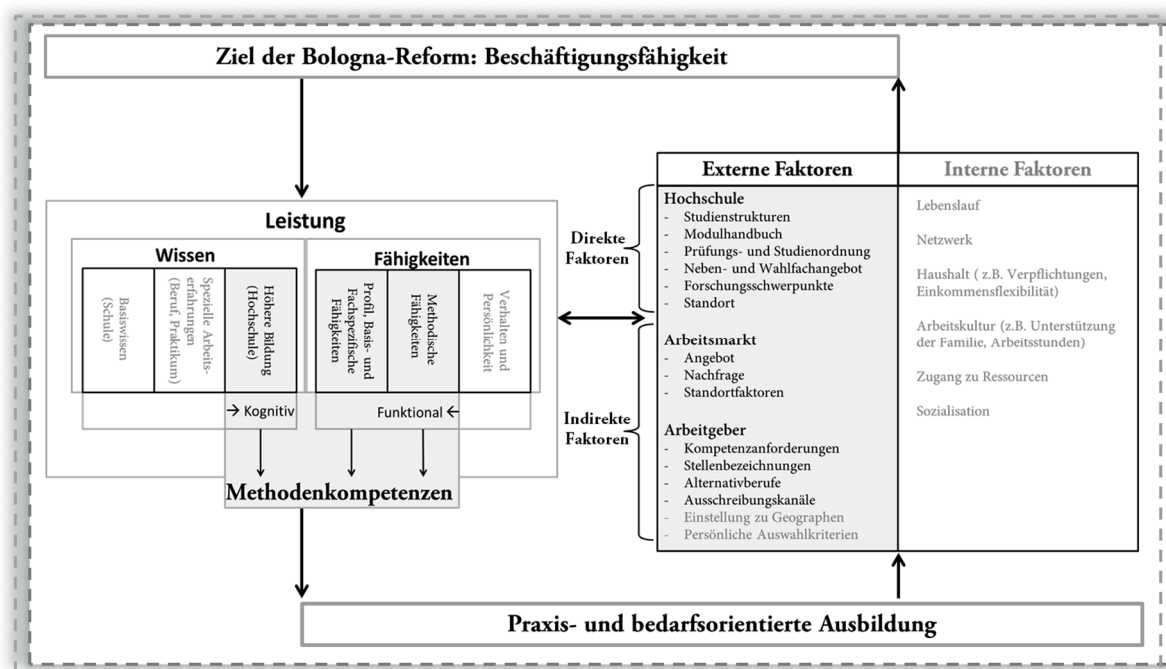 Ziel der Bologna-Reform: Beschäftigungsfähigkeit
Leistung
Wissen
Basiswissen
(Schule)
Spezielle Arbeits-
erfahrungen
(Beruf, Praktikum)
Höhere Bildung
(Hochschule)
→ Kognitiv
Fähigkeiten
Profil, Basis- und
Fachspezifische
Fähigkeiten
Methodische
Fähigkeiten
Verhalten und
Persönlichkeit
Funktional ←
Methodenkompetenzen
Direkte
Faktoren
Indirekte
Faktoren
Externe Faktoren
Hochschule
- Studienstrukturen
- Modulhandbuch
- Prüfungs- und Studienordnung
- Neben- und Wahlfachangebot
- Forschungsschwerpunkte
- Standort
Arbeitsmarkt
- Angebot
- Nachfrage
- Standortfaktoren
Arbeitgeber
- Kompetenzanforderungen
- Stellenbezeichnungen
- Alternativberufe
- Ausschreibungskanäle
- Einstellung zu Geographen
- Persönliche Auswahlkriterien
Interne Faktoren
Lebenslauf
Netzwerk
Haushalt ( z.B. Verpflichtungen,
Einkommensflexibilität)
Arbeitskultur (z.B. Unterstützung
der Familie, Arbeitsstunden)
Zugang zu Ressourcen
Sozialisation
Praxis- und bedarfsorientierte Ausbildung